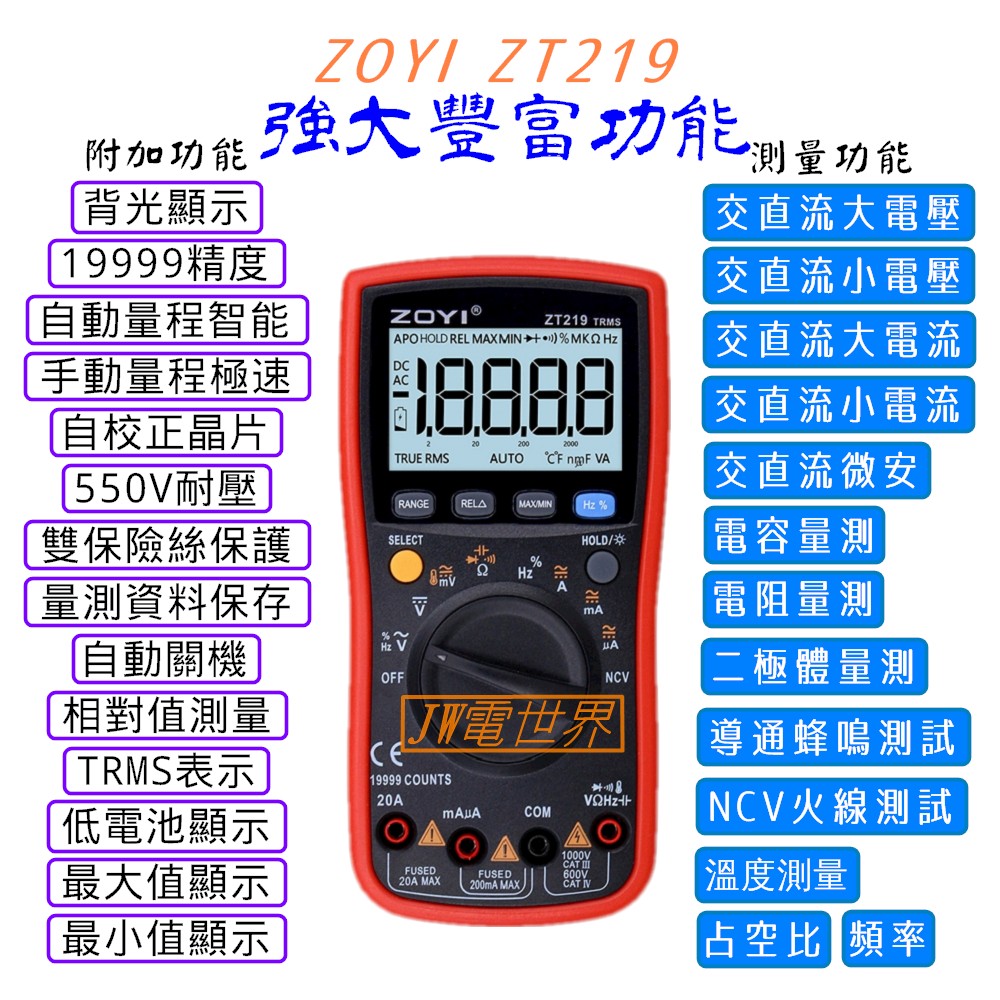 ZOYI ZT219
強大豐富功能
附加功能
背光顯示
19999精度
自動量程智能
手動量程極速
自校正晶片
550V耐壓
雙保險絲保護
量測資料保存
自動關機
相對值測量
TRMS表示
低電池顯示
最大值顯示
最小值顯示
ZOYI®
ZT219 TRMS
APO HOLD REL MAXMIN % MKΩHz
DC
AC
1.8.8.8.8
2 20 200 2000
TRUE RMS AUTO ℃℉ nmF VA
RANGE RELΔ MAX/MIN Hz %
SELECT HOLD/
mV Ω Hz% A
V mA
% Hz V μA
OFF NCV
JW電世界
CE
19999 COUNTS
20A mAμA COM VΩHz
FUSED
20A MAX
FUSED
200mA MAX
1000V
CAT III
600V
CAT IV
測量功能
交直流大電壓
交直流小電壓
交直流大電流
交直流小電流
交直流微安
電容量測
電阻量測
二極體量測
導通蜂鳴測試
NCV火線測試
溫度測量
占空比 頻率